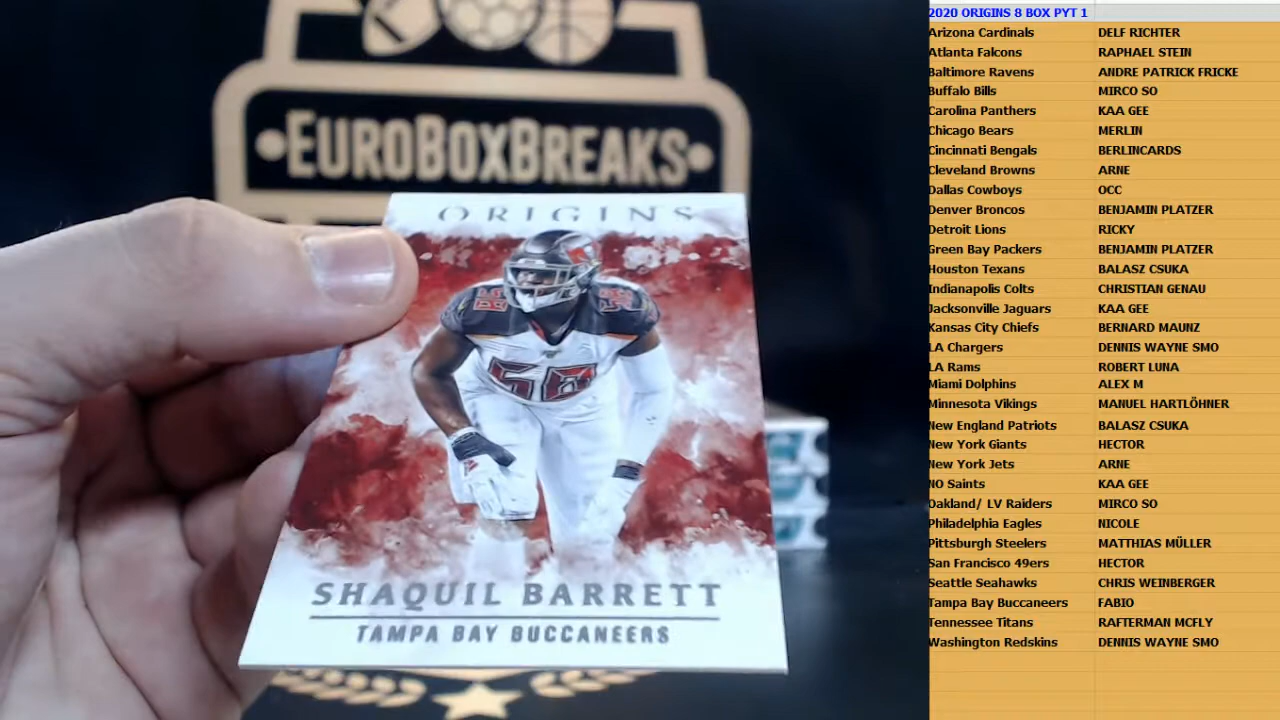 EUROBOXBREAKS
ORIGINS
58
SHAQUIL BARRETT
TAMPA BAY BUCCANEERS
2020 ORIGINS 8 BOX PYT 1
Arizona Cardinals DELF RICHTER
Atlanta Falcons RAPHAEL STEIN
Baltimore Ravens ANDRE PATRICK FRICKE
Buffalo Bills MIRCO SO
Carolina Panthers KAA GEE
Chicago Bears MERLIN
Cincinnati Bengals BERLINCARDS
Cleveland Browns ARNE
Dallas Cowboys OCC
Denver Broncos BENJAMIN PLATZER
Detroit Lions RICKY
Green Bay Packers BENJAMIN PLATZER
Houston Texans BALASZ CSUKA
Indianapolis Colts CHRISTIAN GENAU
Jacksonville Jaguars KAA GEE
Kansas City Chiefs BERNARD MAUNZ
LA Chargers DENNIS WAYNE SMO
LA Rams ROBERT LUNA
Miami Dolphins ALEX M
Minnesota Vikings MANUEL HARTLÖHNER
New England Patriots BALASZ CSUKA
New York Giants HECTOR
New York Jets ARNE
NO Saints KAA GEE
Oakland/ LV Raiders MIRCO SO
Philadelphia Eagles NICOLE
Pittsburgh Steelers MATTHIAS MÜLLER
San Francisco 49ers HECTOR
Seattle Seahawks CHRIS WEINBERGER
Tampa Bay Buccaneers FABIO
Tennessee Titans RAFTERMAN MCFLY
Washington Redskins DENNIS WAYNE SMO